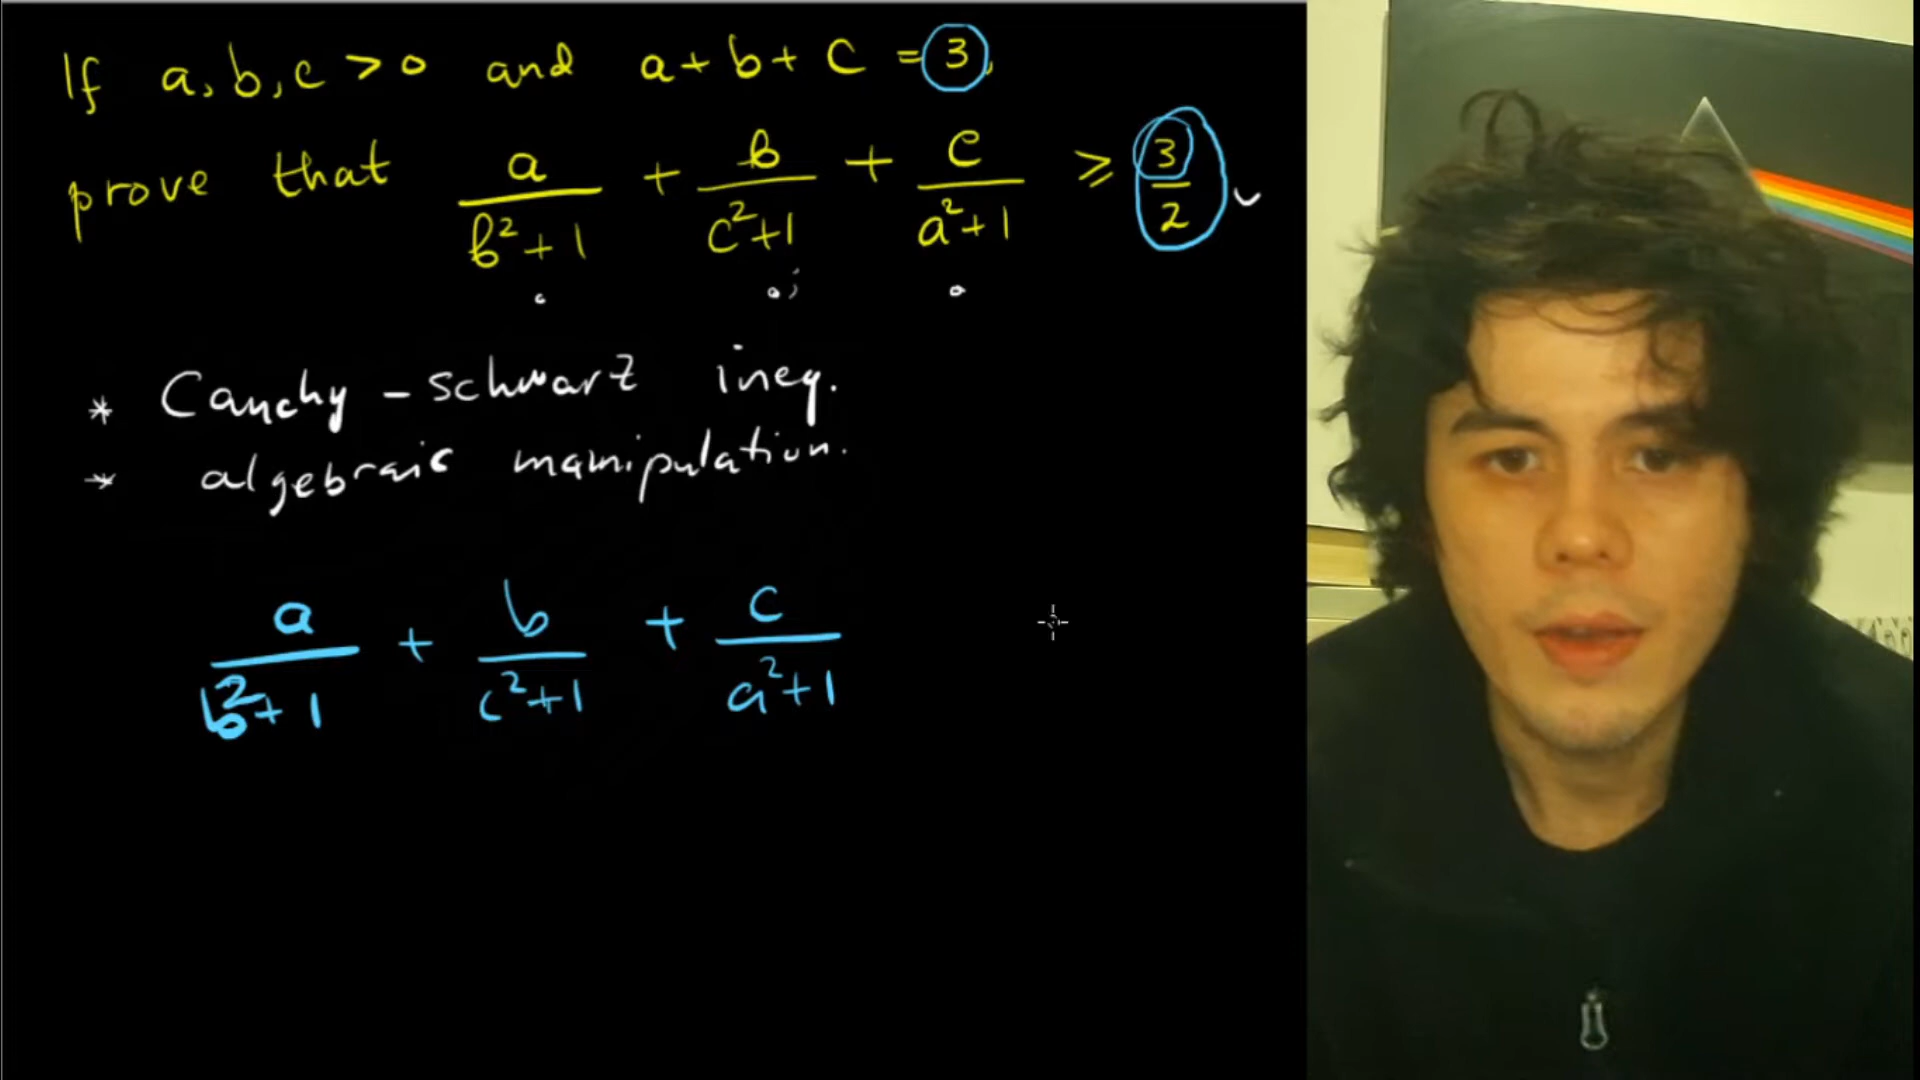 If a, b, c > 0 and a + b + c = 3,
prove that a/(b²+1) + b/(c²+1) + c/(a²+1) ≥ 3/2
* Cauchy - schwarz ineq.
* algebraic manipulation.
a/(b²+1) + b/(c²+1) + c/(a²+1)